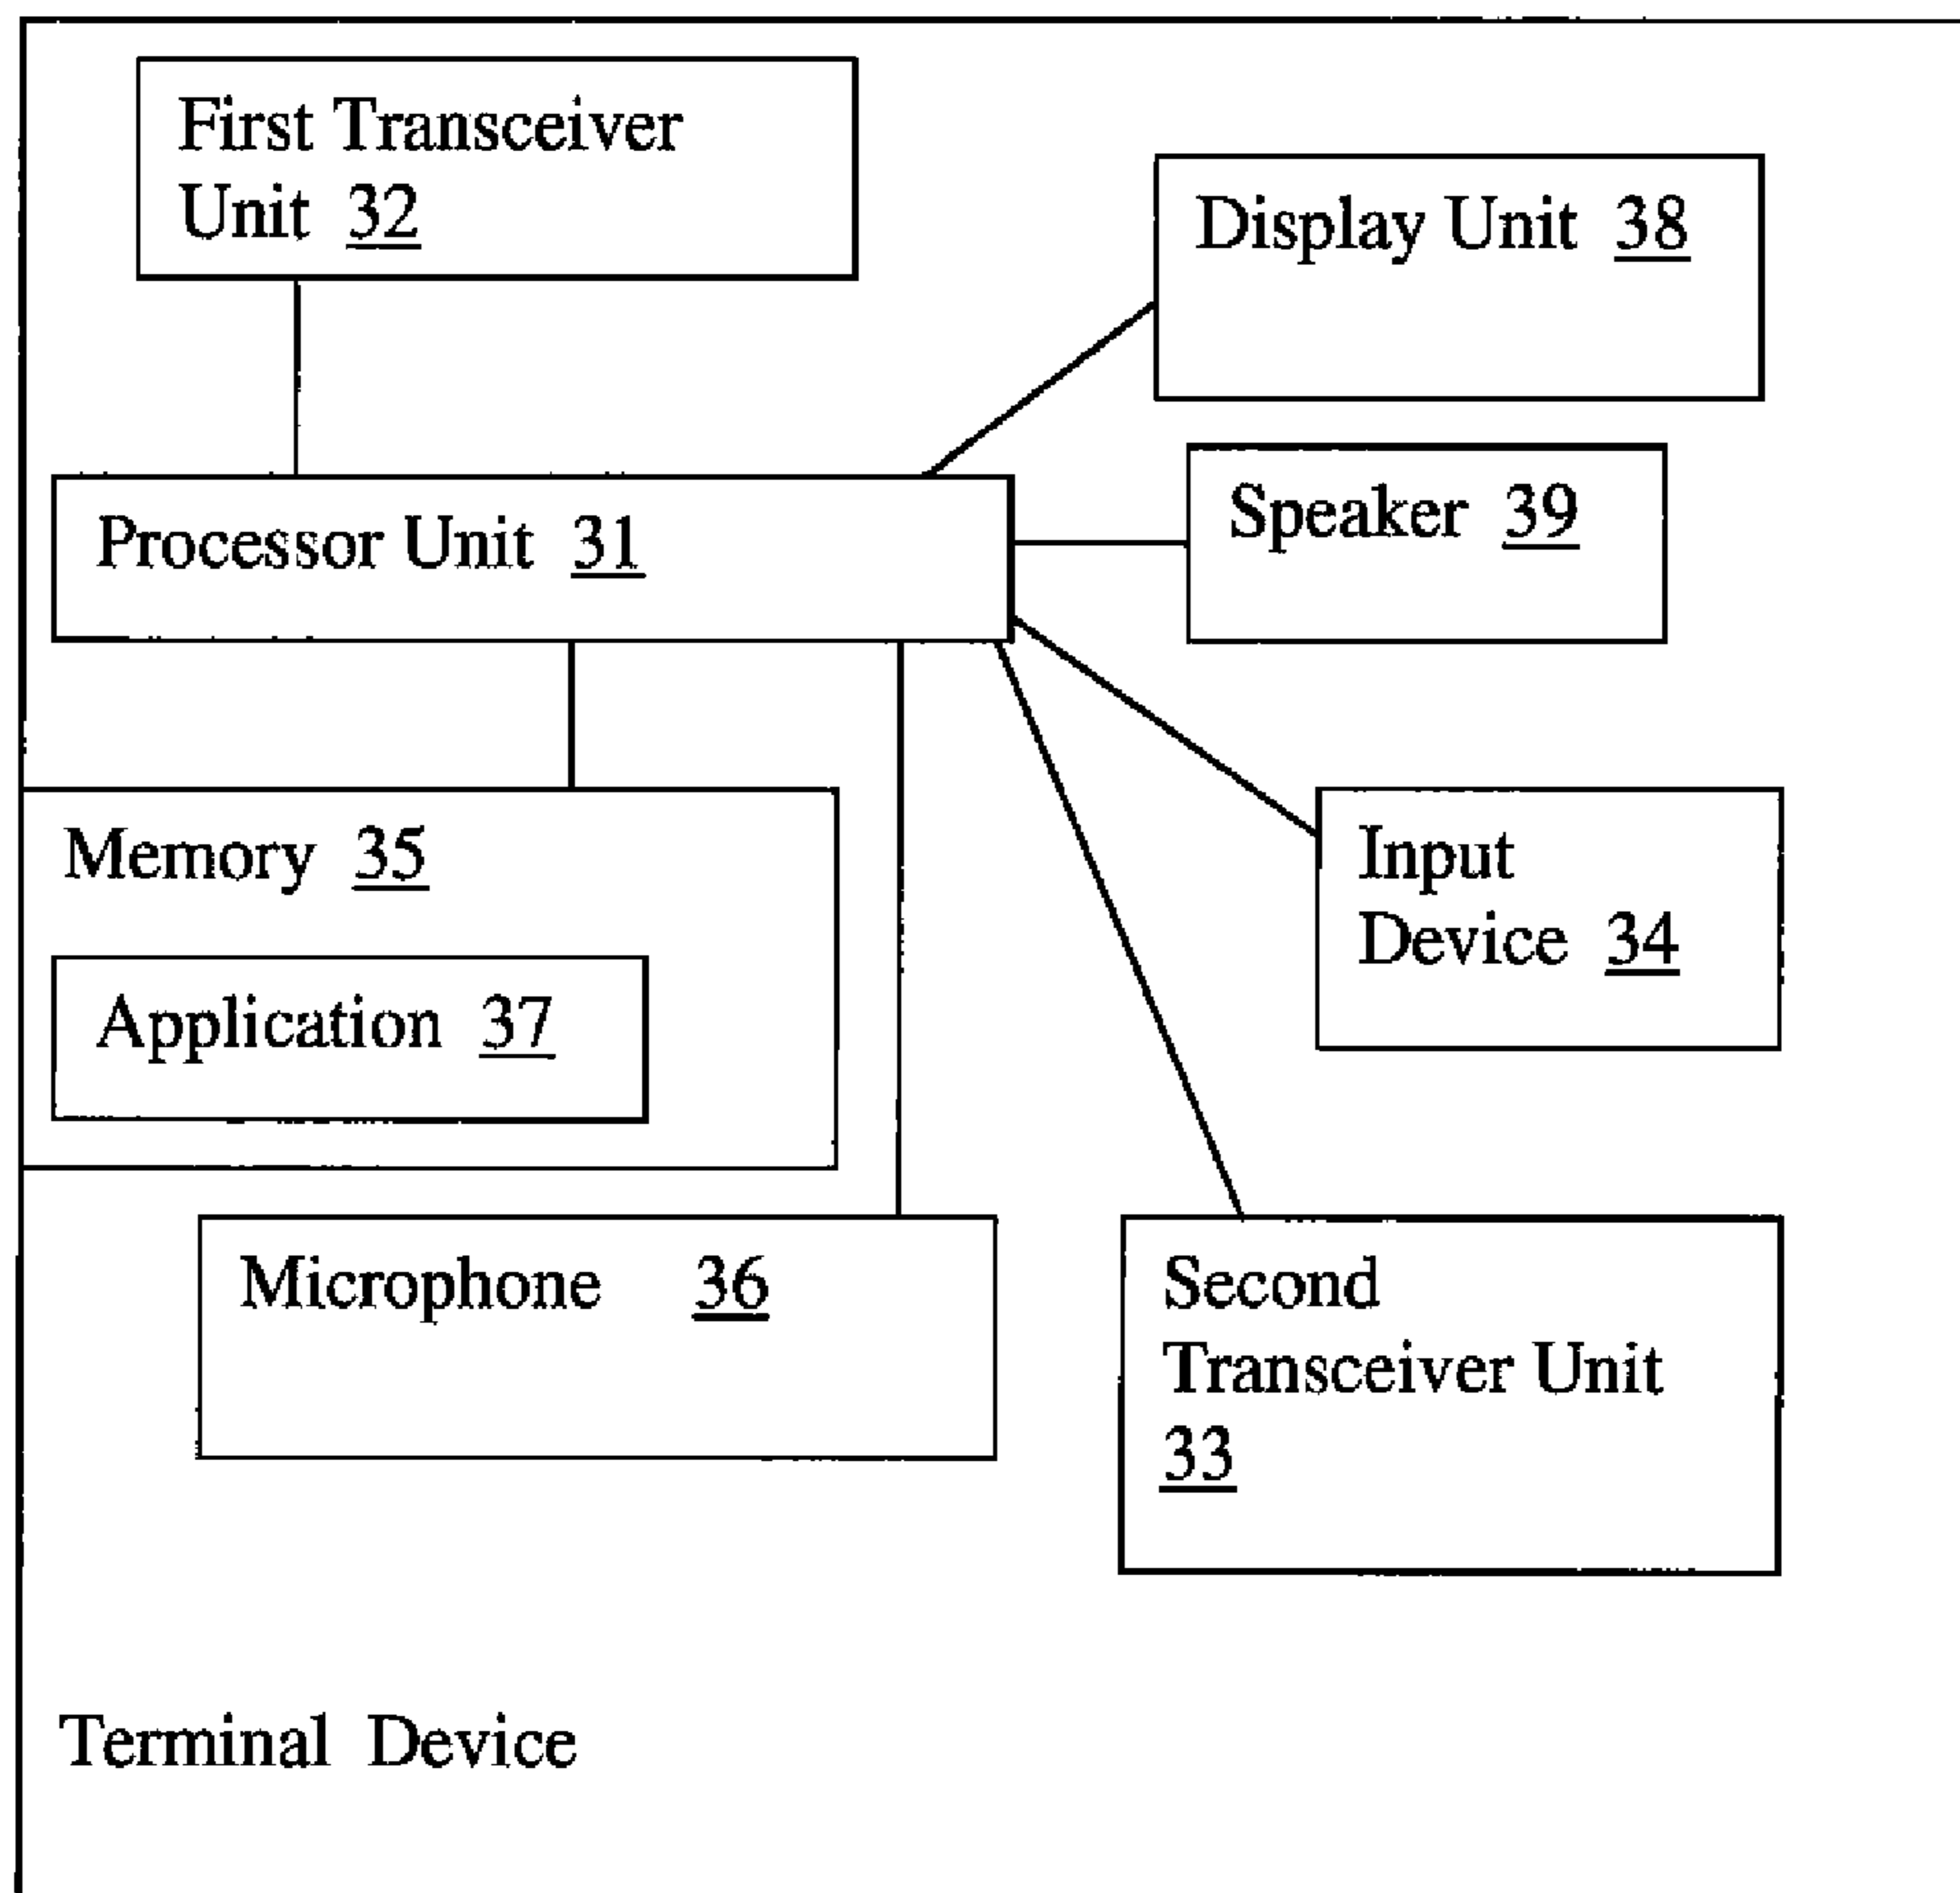 First Transceiver
Unit 32
Display Unit 38
Speaker 39
Processor Unit 31
Memory 35
Input
Device 34
Application 37
Microphone 36
Second
Transceiver Unit
33
Terminal Device